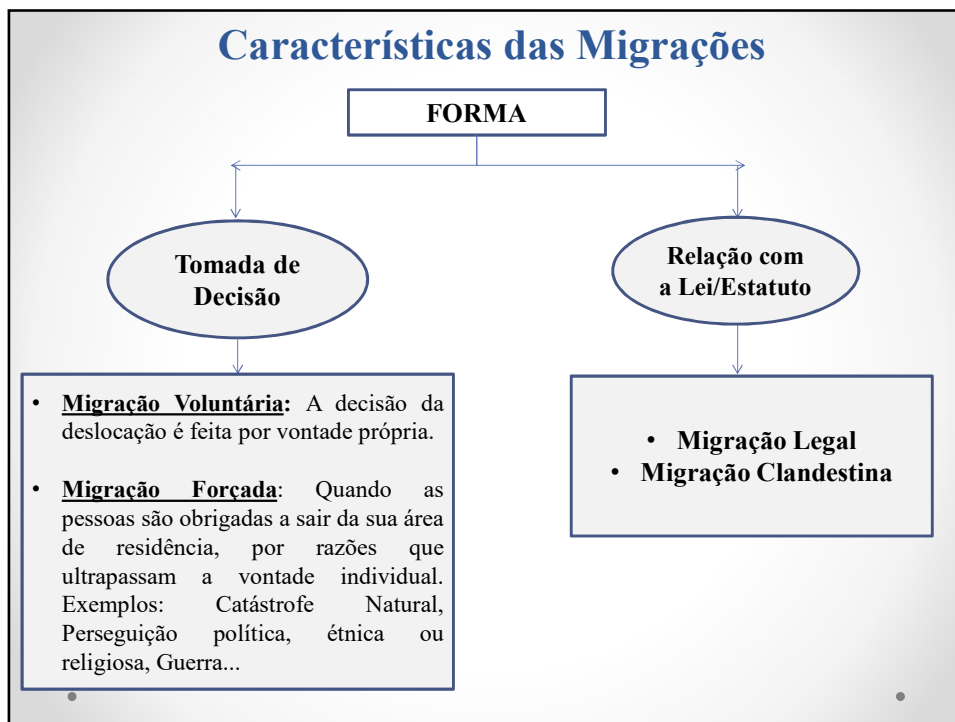 Características das Migrações
FORMA
Tomada de
Decisão
• Migração Voluntária: A decisão da
deslocação é feita por vontade própria.
• Migração Forçada: Quando as
pessoas são obrigadas a sair da sua área
de residência, por razões que
ultrapassam a vontade individual.
Exemplos: Catástrofe Natural,
Perseguição política, étnica ou
religiosa, Guerra...
Relação com
a Lei/Estatuto
• Migração Legal
• Migração Clandestina